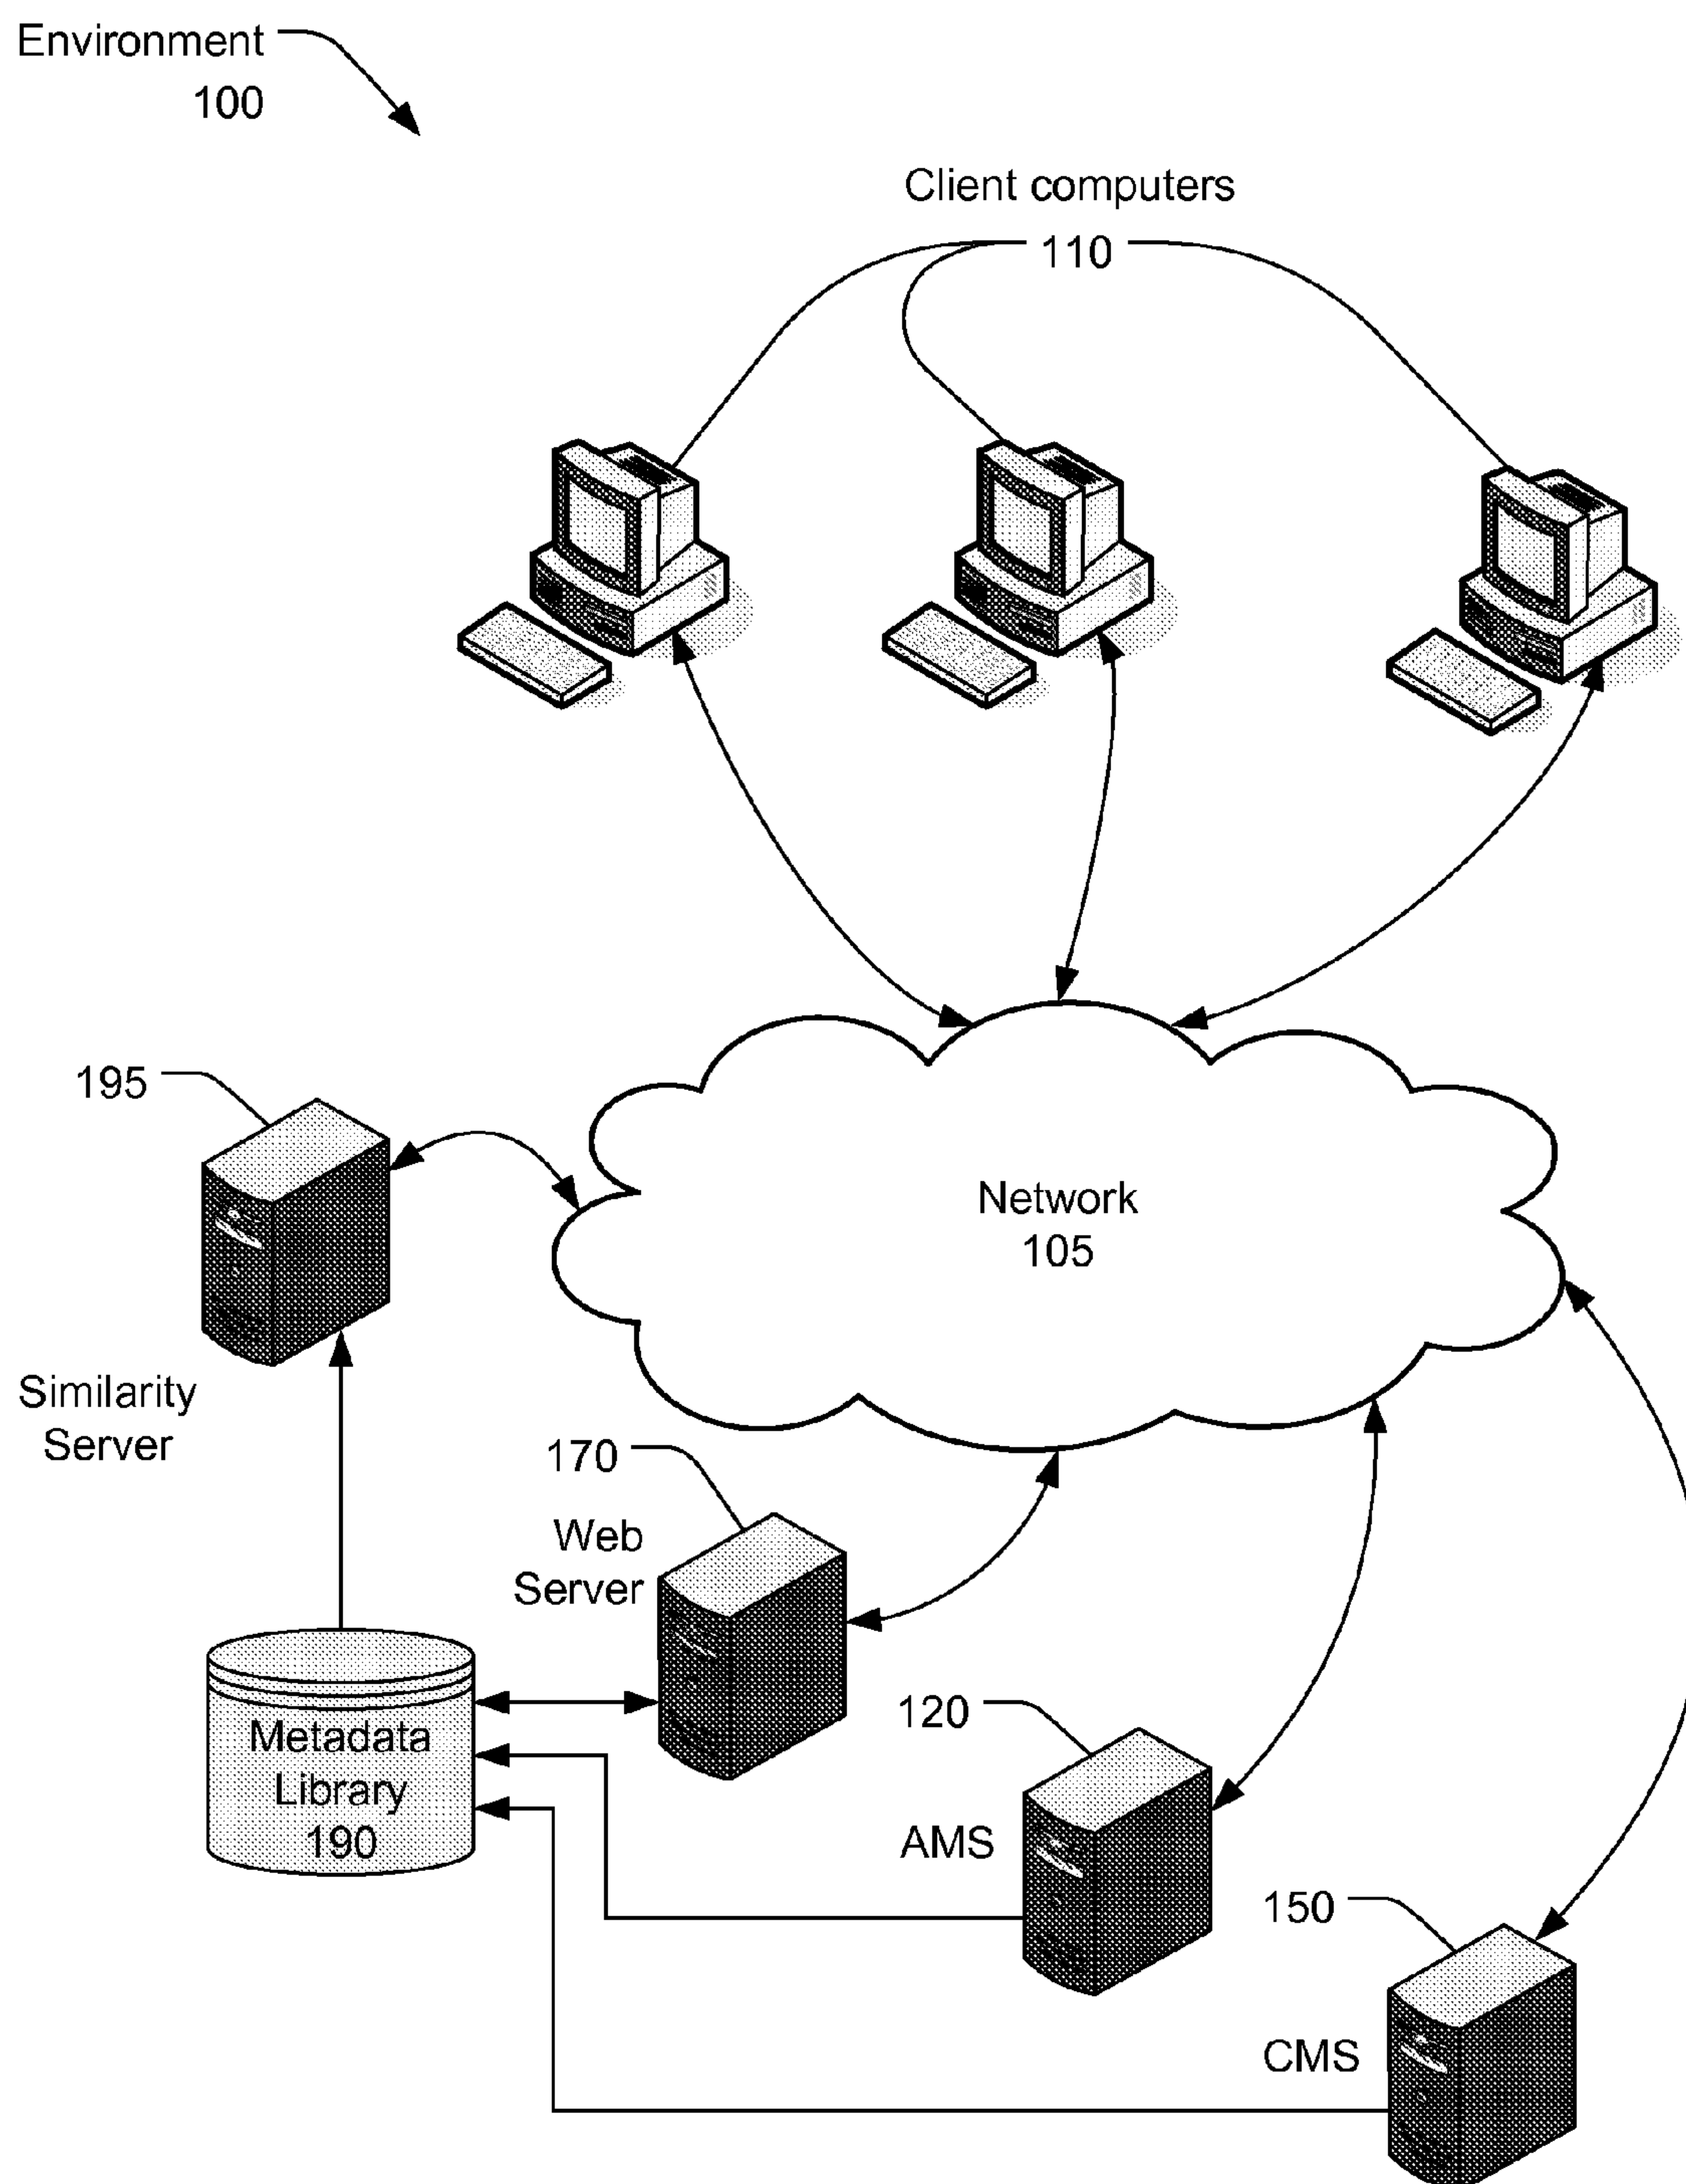 Environment
100
Client computers
110
195
Network
105
Similarity
Server
170
Web
Server
120
Metadata
Library
190
AMS
150
CMS